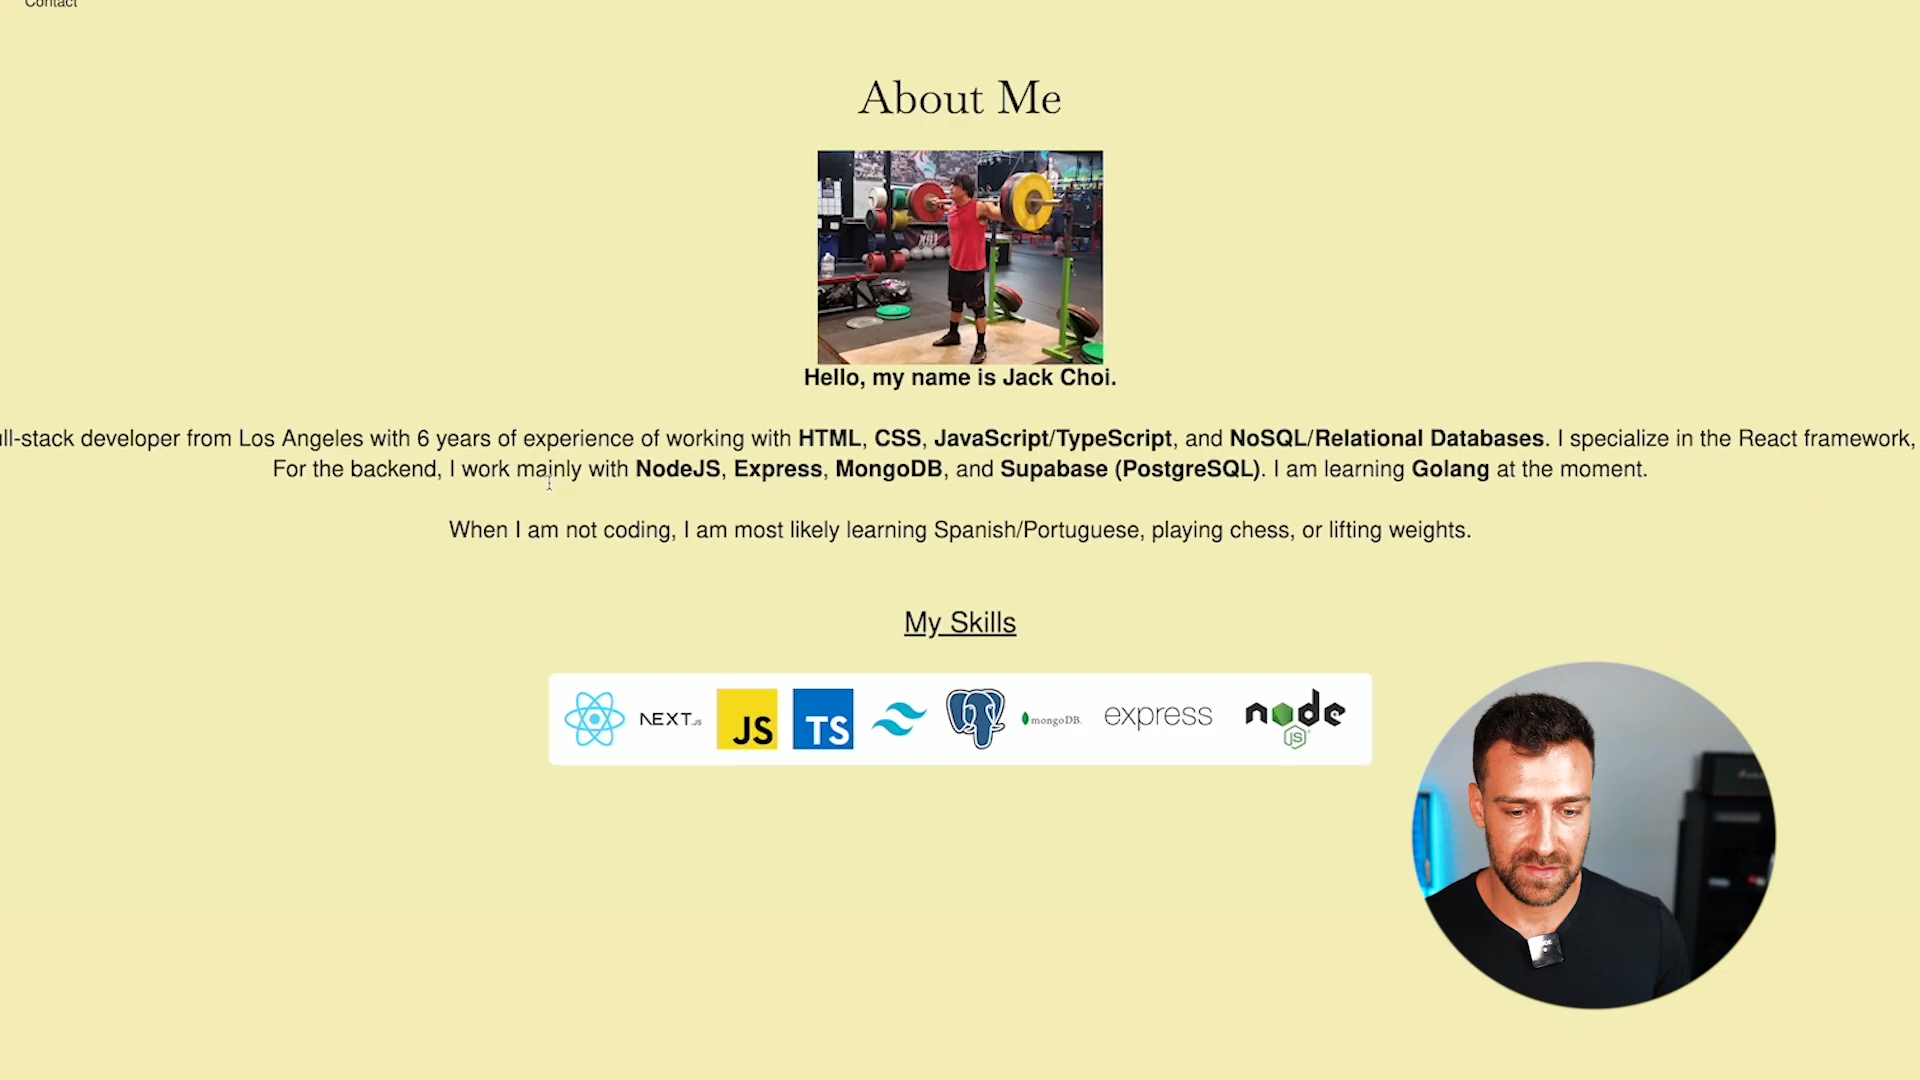 Contact
About Me
Hello, my name is Jack Choi.
ll-stack developer from Los Angeles with 6 years of experience of working with HTML, CSS, JavaScript/TypeScript, and NoSQL/Relational Databases. I specialize in the React framework,
For the backend, I work mainly with NodeJS, Express, MongoDB, and Supabase (PostgreSQL). I am learning Golang at the moment.
When I am not coding, I am most likely learning Spanish/Portuguese, playing chess, or lifting weights.
My Skills
NEXT.JS JS TS mongoDB. express node JS